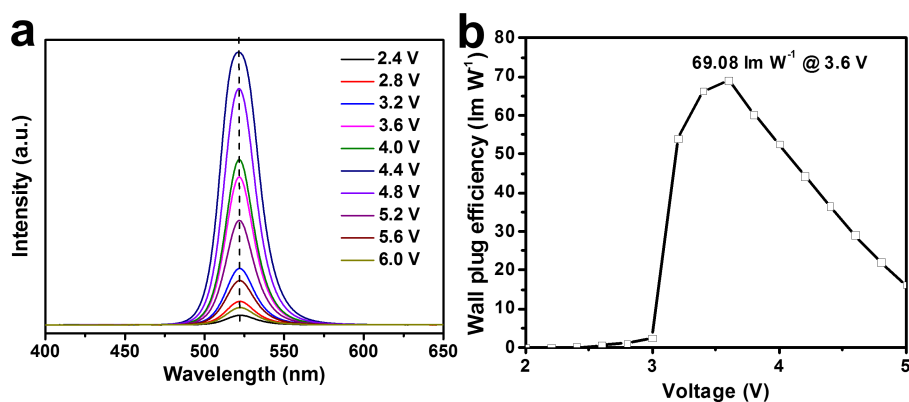 a
Intensity (a.u.)
2.4 V
2.8 V
3.2 V
3.6 V
4.0 V
4.4 V
4.8 V
5.2 V
5.6 V
6.0 V
400 450 500 550 600 650
Wavelength (nm)
b
Wall plug efficiency (lm W⁻¹)
80
70
60
50
40
30
20
10
0
69.08 lm W⁻¹ @ 3.6 V
2 3 4 5
Voltage (V)